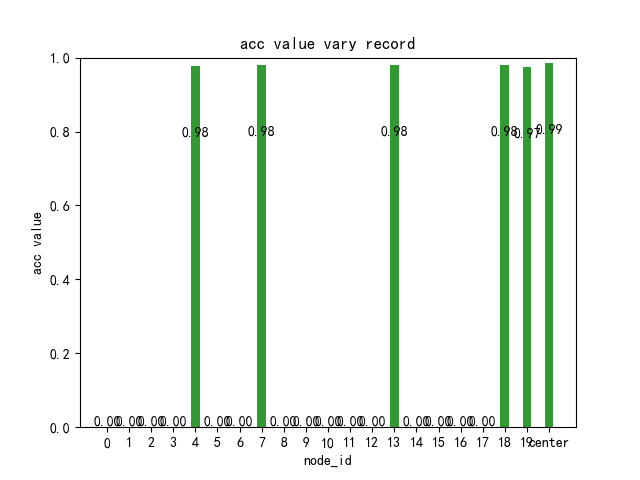 acc value vary record
acc value
1.0
0.8
0.6
0.4
0.2
0.0
0.98 0.98 0.98 0.98 0.97 0.99
0.00 0.00 0.00 0.00 0.00 0.00 0.00 0.00 0.00 0.00 0.00 0.00 0.00 0.00 0.00
0 1 2 3 4 5 6 7 8 9 10 11 12 13 14 15 16 17 18 19 center
node_id